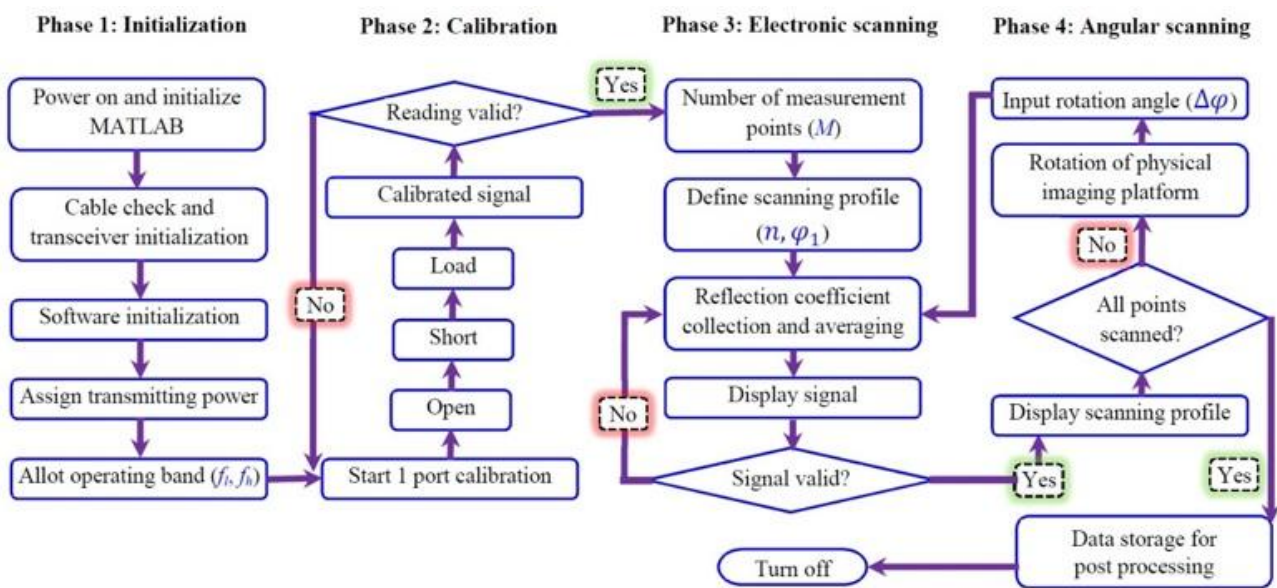 Phase 1: Initialization
Power on and initialize
MATLAB
Cable check and
transceiver initialization
Software initialization
Assign transmitting power
Allot operating band (fl, fh)
Phase 2: Calibration
Reading valid?
Yes
Calibrated signal
Load
No
Short
Open
Start 1 port calibration
Phase 3: Electronic scanning
Number of measurement
points (M)
Define scanning profile
(n, φ1)
Reflection coefficient
collection and averaging
Display signal
No
Signal valid?
Yes
Phase 4: Angular scanning
Input rotation angle (Δφ)
Rotation of physical
imaging platform
No
All points
scanned?
Display scanning profile
Yes
Data storage for
post processing
Turn off